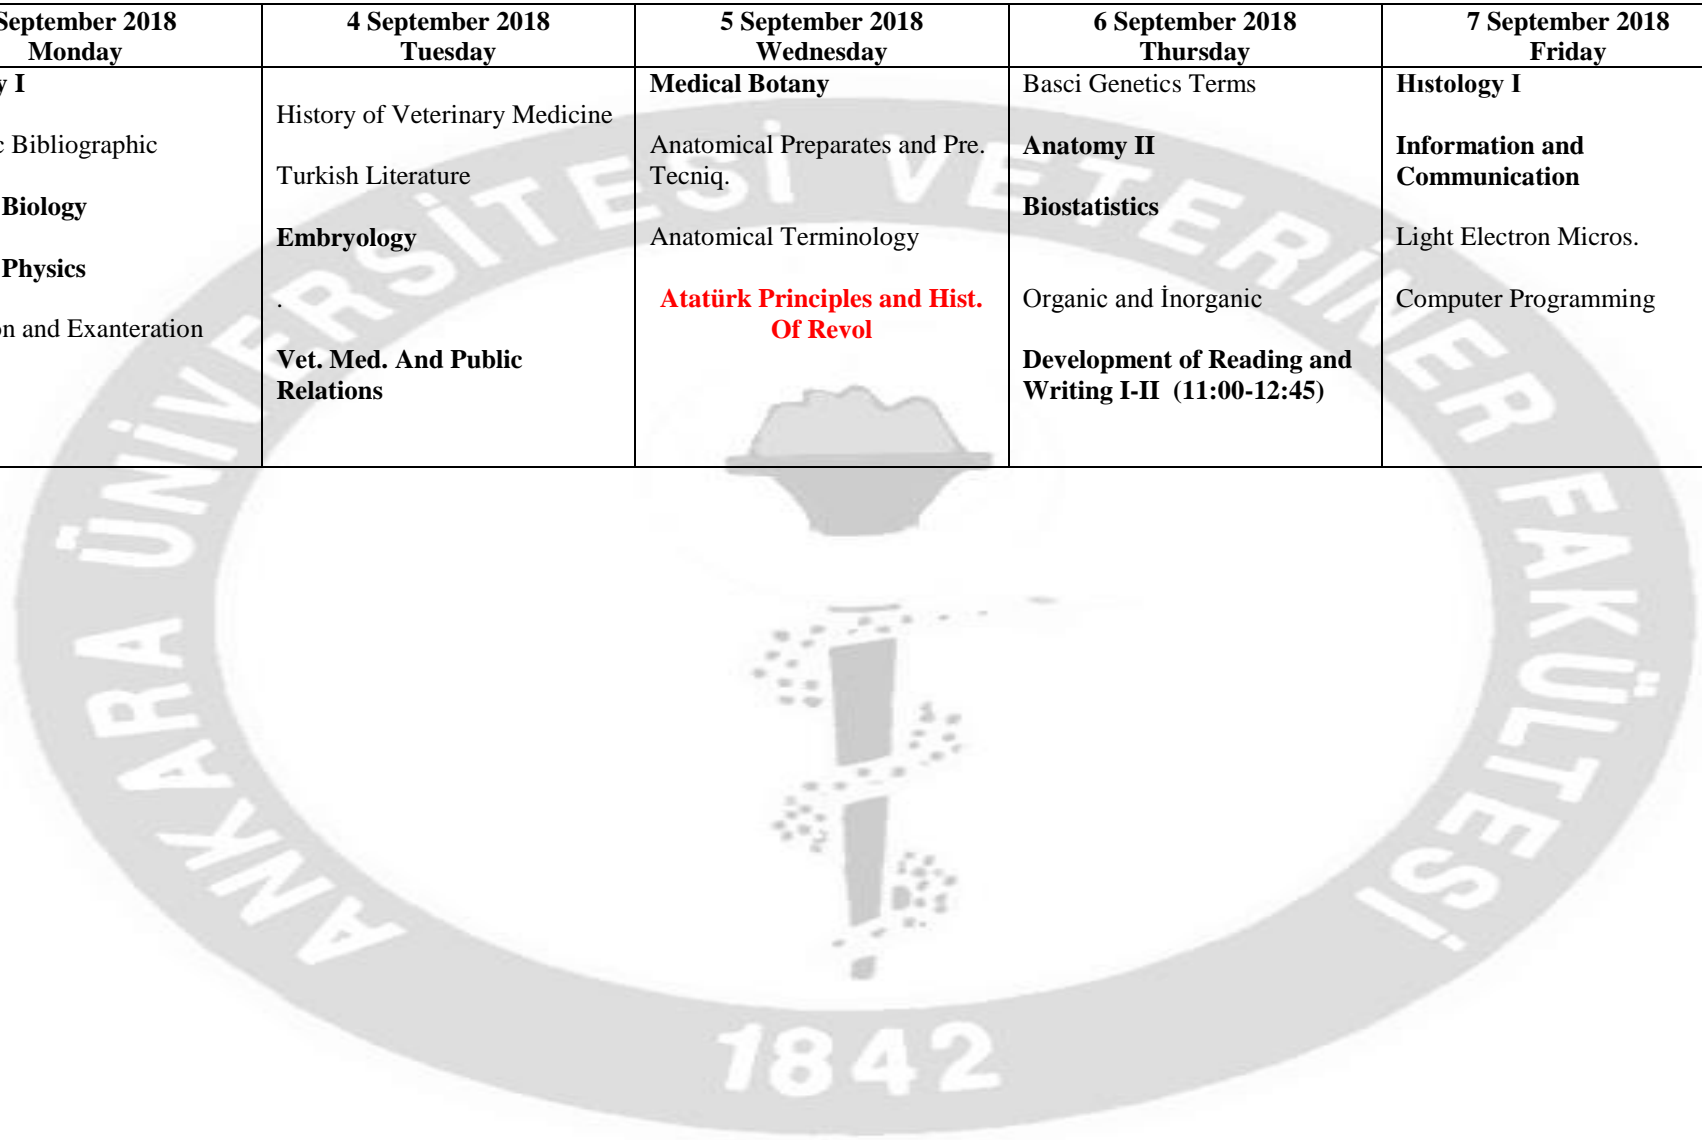 September 2018
Monday
I
Bibliographic
Biology
Physics
and Exanteration
4 September 2018
Tuesday
History of Veterinary Medicine
Turkish Literature
Embryology
.
Vet. Med. And Public
Relations
5 September 2018
Wednesday
Medical Botany
Anatomical Preparates and Pre.
Tecniq.
Anatomical Terminology
Atatürk Principles and Hist.
Of Revol
6 September 2018
Thursday
Basci Genetics Terms
Anatomy II
Biostatistics
Organic and İnorganic
Development of Reading and
Writing I-II (11:00-12:45)
7 September 2018
Friday
Hıstology I
Information and
Communication
Light Electron Micros.
Computer Programming
ANKARA ÜNİVERSİTESİ VETERİNER FAKÜLTESİ
1842